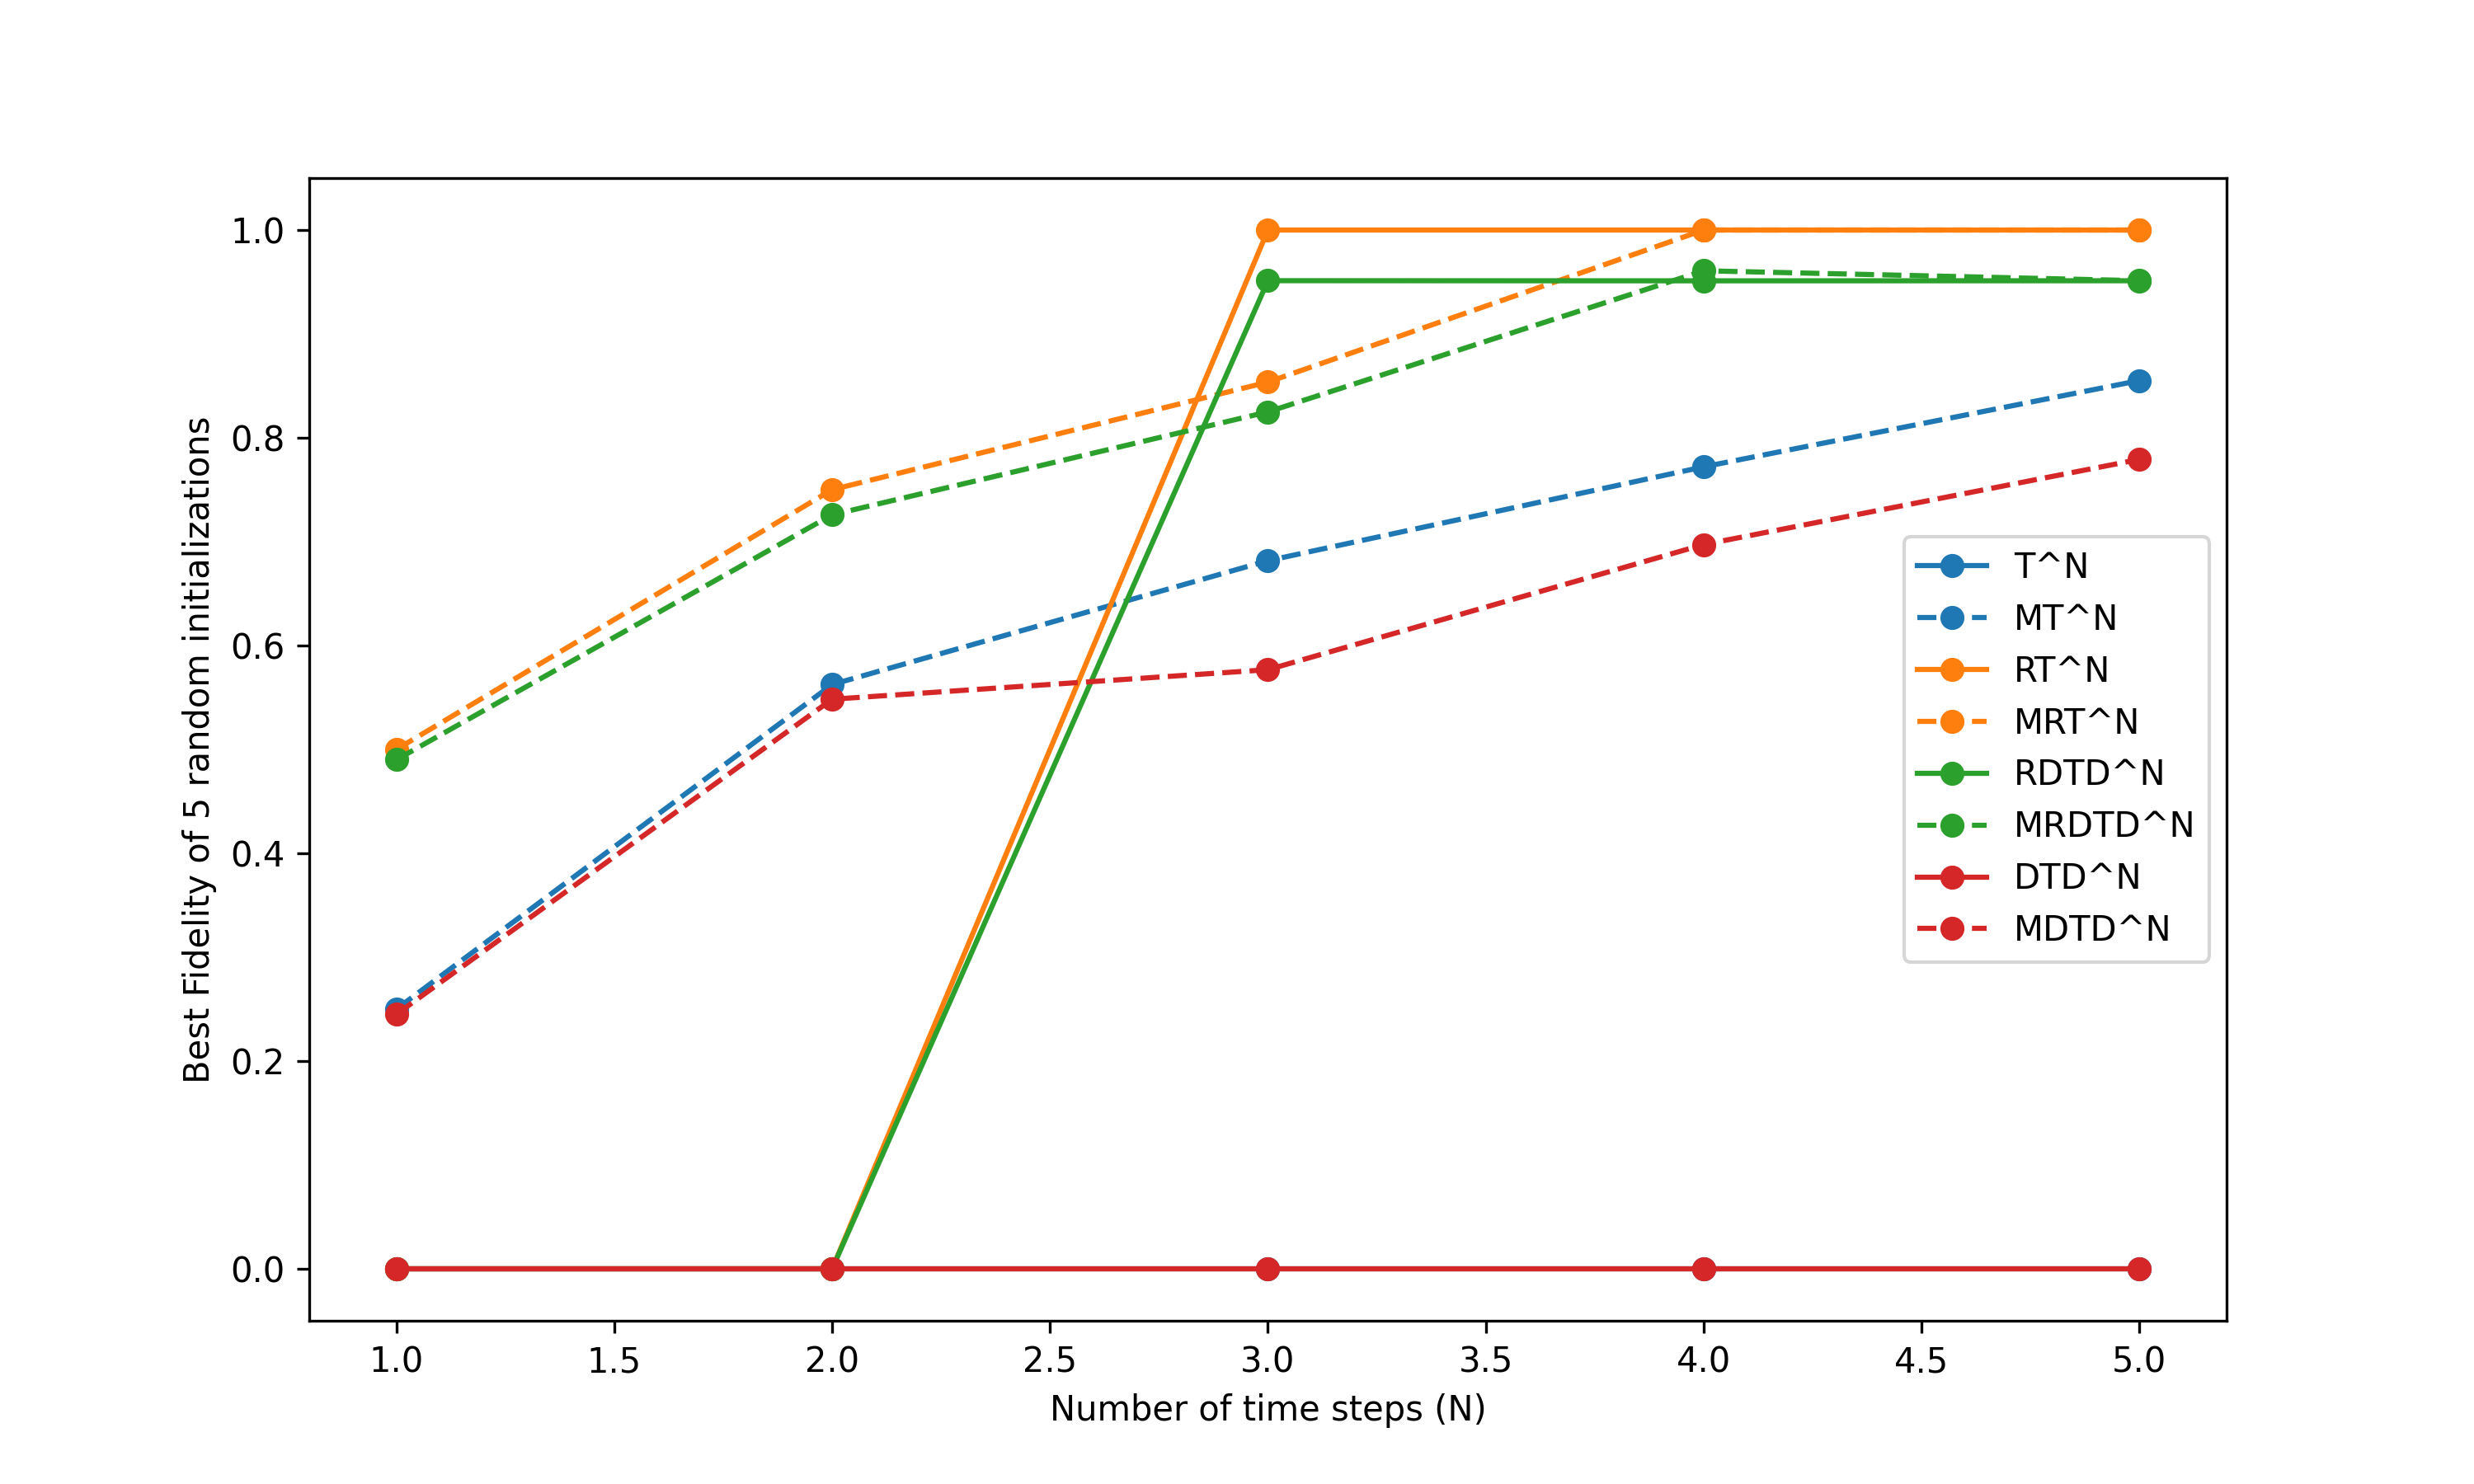 Best Fidelity of 5 random initializations
1.0
0.8
0.6
0.4
0.2
0.0
T^N
MT^N
RT^N
MRT^N
RDTD^N
MRDTD^N
DTD^N
MDTD^N
1.0 1.5 2.0 2.5 3.0 3.5 4.0 4.5 5.0
Number of time steps (N)